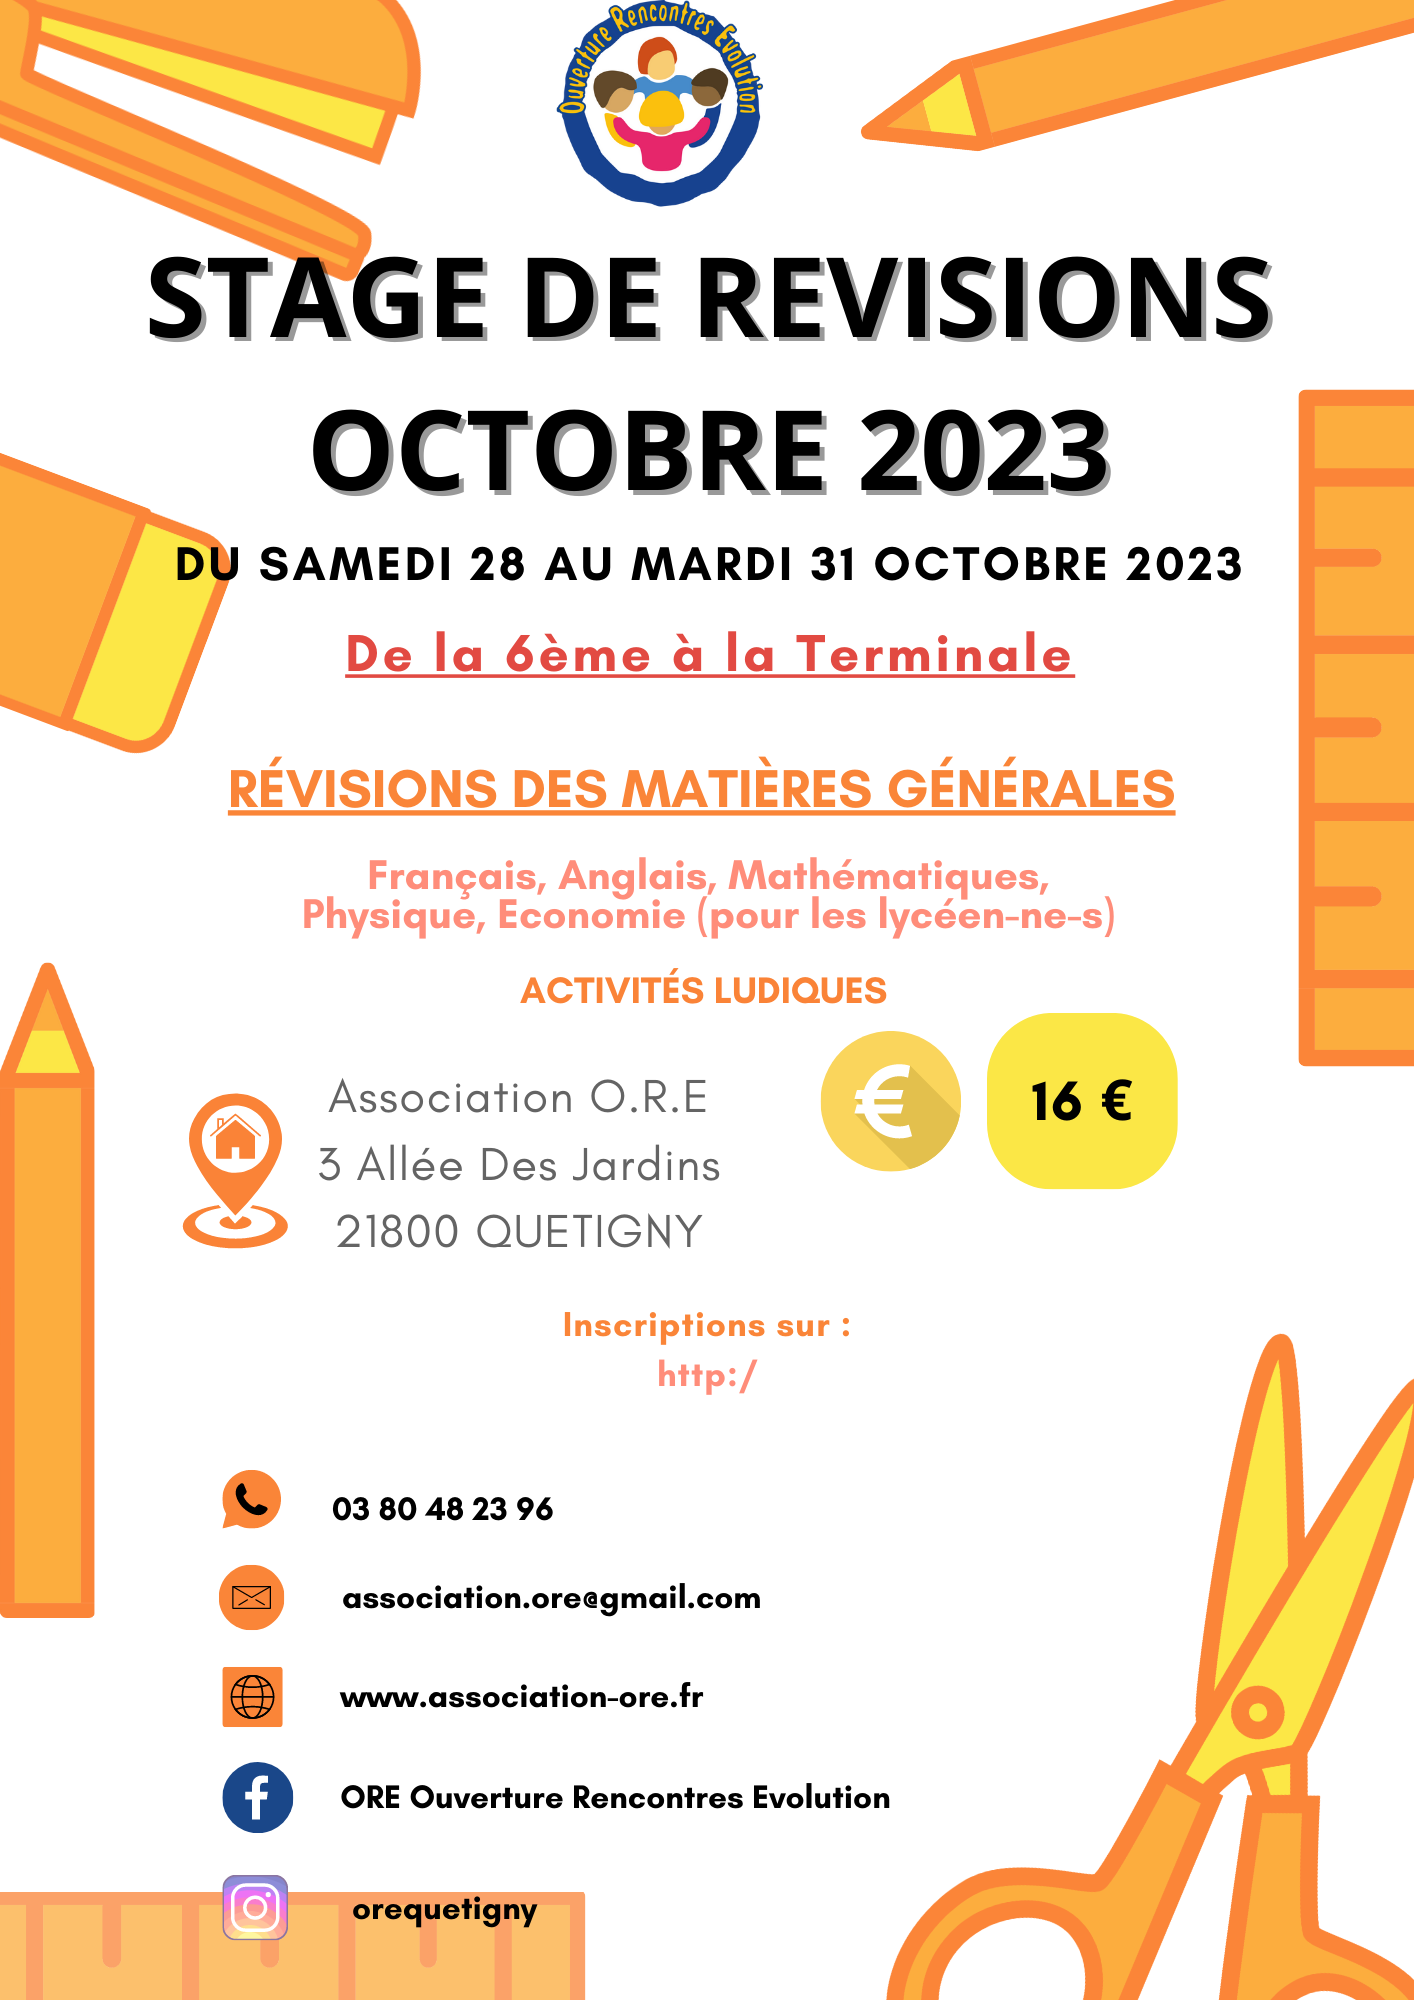 Ouverture Rencontres Evolution
STAGE DE REVISIONS
OCTOBRE 2023
DU SAMEDI 28 AU MARDI 31 OCTOBRE 2023
De la 6ème à la Terminale
RÉVISIONS DES MATIÈRES GÉNÉRALES
Français, Anglais, Mathématiques,
Physique, Economie (pour les lycéen-ne-s)
ACTIVITÉS LUDIQUES
Association O.R.E
3 Allée Des Jardins
21800 QUETIGNY
€
16 €
Inscriptions sur :
http:/
03 80 48 23 96
association.ore@gmail.com
www.association-ore.fr
ORE Ouverture Rencontres Evolution
orequetigny